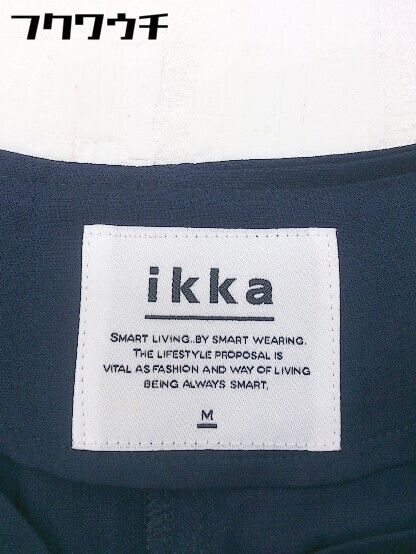 フクワウチ
ikka
SMART LIVING..BY SMART WEARING.
THE LIFESTYLE PROPOSAL IS
VITAL AS FASHION AND WAY OF LIVING
BEING ALWAYS SMART.
M